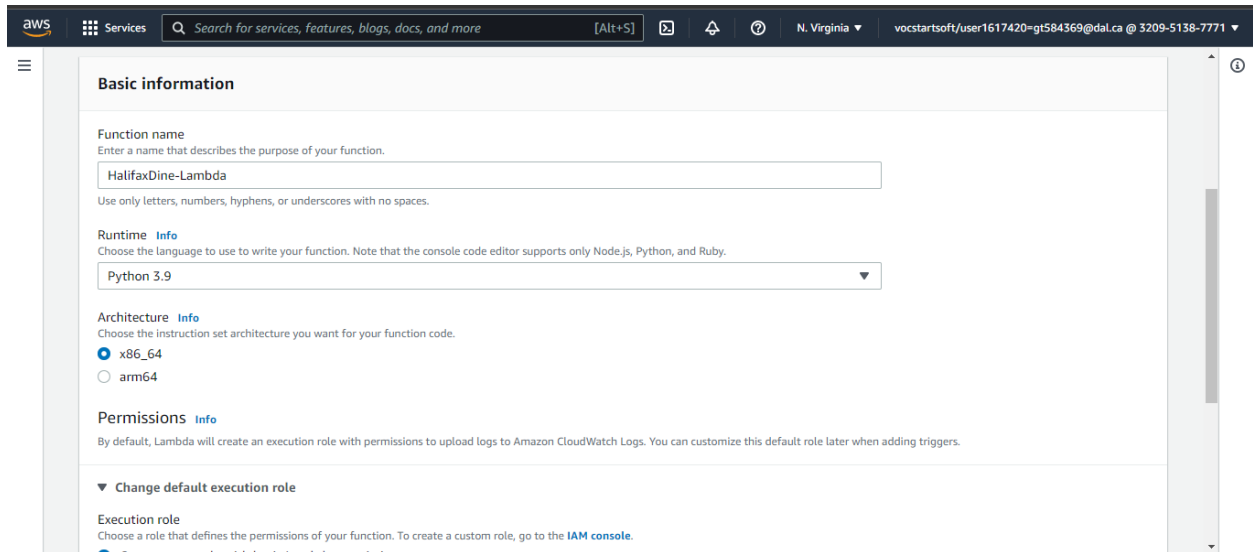 aws Services Search for services, features, blogs, docs, and more [Alt+S] N. Virginia ▼ vocstartsoft/user1617420=gt584369@dal.ca @ 3209-5138-7771 ▼
Basic information
Function name
Enter a name that describes the purpose of your function.
HalifaxDine-Lambda
Use only letters, numbers, hyphens, or underscores with no spaces.
Runtime Info
Choose the language to use to write your function. Note that the console code editor supports only Node.js, Python, and Ruby.
Python 3.9
Architecture Info
Choose the instruction set architecture you want for your function code.
x86_64
arm64
Permissions Info
By default, Lambda will create an execution role with permissions to upload logs to Amazon CloudWatch Logs. You can customize this default role later when adding triggers.
▼ Change default execution role
Execution role
Choose a role that defines the permissions of your function. To create a custom role, go to the IAM console.